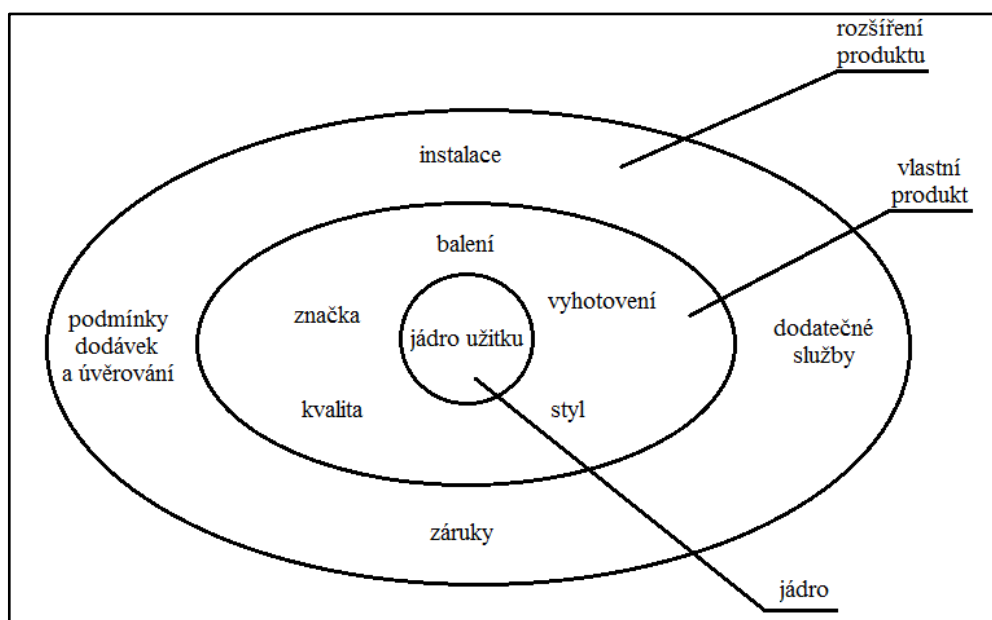 rozšíření
produktu
instalace
vlastní
produkt
balení
vyhotovení
značka
jádro užitku
podmínky
dodávek
a úvěrování
dodatečné
služby
kvalita
styl
záruky
jádro